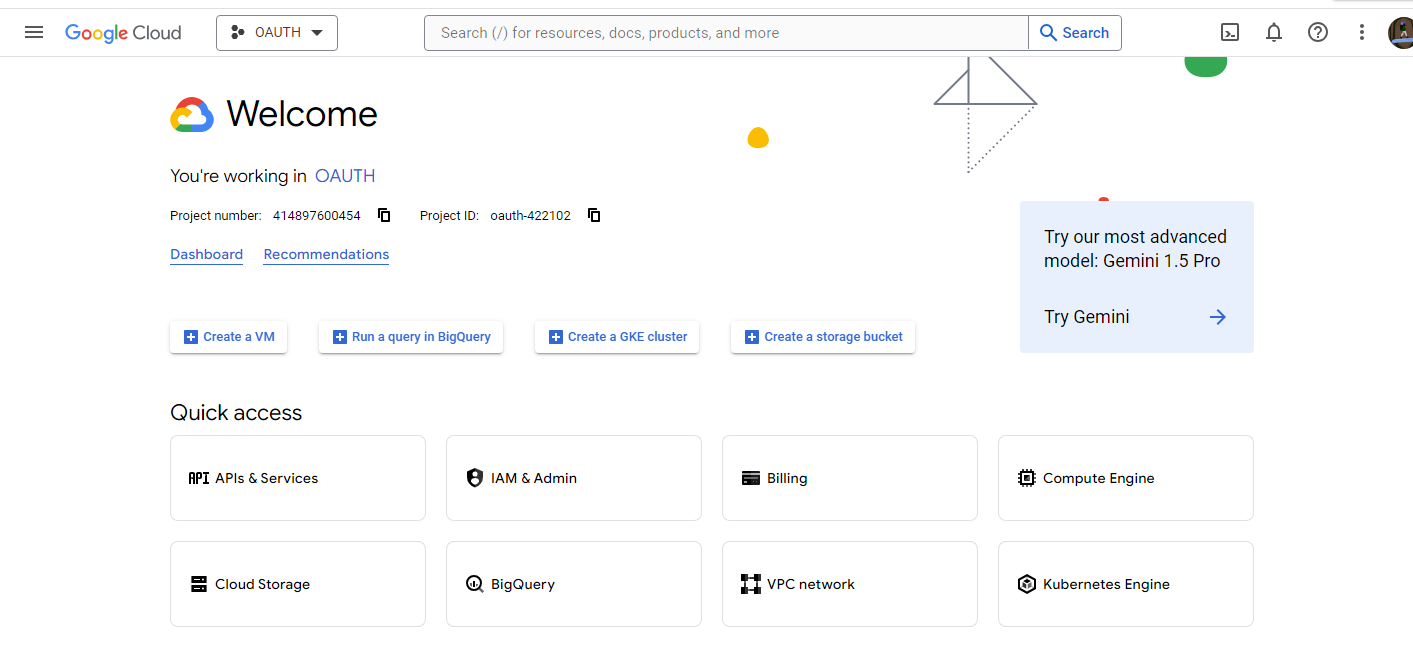 Google Cloud
OAUTH
Search (/) for resources, docs, products, and more
Search
Welcome
You're working in OAUTH
Project number: 414897600454 Project ID: oauth-422102
Dashboard Recommendations
Try our most advanced
model: Gemini 1.5 Pro
Try Gemini
Create a VM
Run a query in BigQuery
Create a GKE cluster
Create a storage bucket
Quick access
API APIs & Services
IAM & Admin
Billing
Compute Engine
Cloud Storage
BigQuery
VPC network
Kubernetes Engine